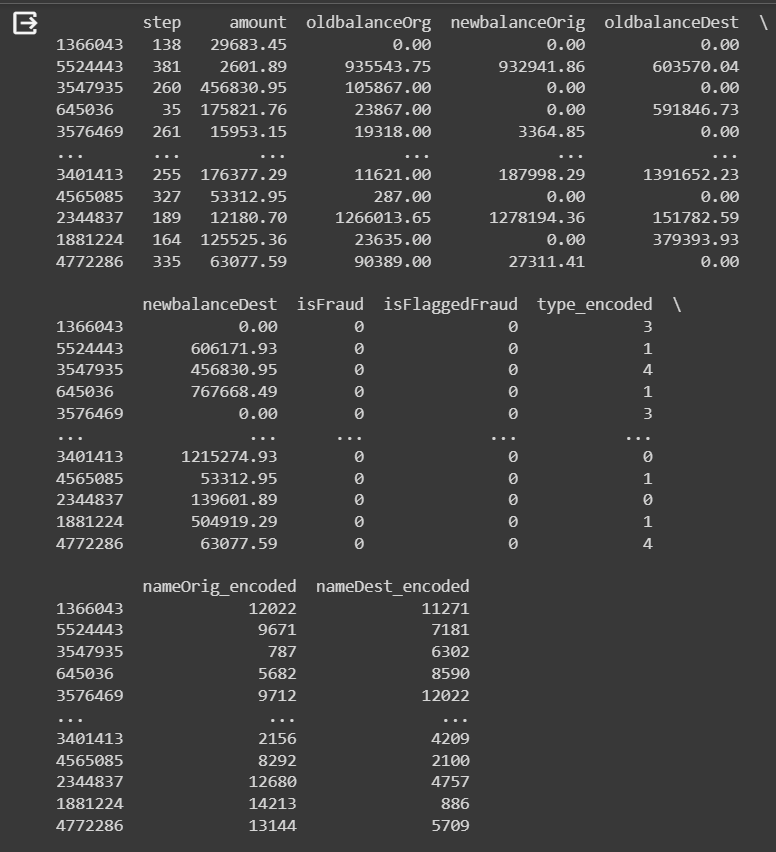 step amount oldbalanceOrg newbalanceOrig oldbalanceDest \
1366043 138 29683.45 0.00 0.00 0.00
5524443 381 2601.89 935543.75 932941.86 603570.04
3547935 260 456830.95 105867.00 0.00 0.00
645036 35 175821.76 23867.00 0.00 591846.73
3576469 261 15953.15 19318.00 3364.85 0.00
... ... ... ... ... ...
3401413 255 176377.29 11621.00 187998.29 1391652.23
4565085 327 53312.95 287.00 0.00 0.00
2344837 189 12180.70 1266013.65 1278194.36 151782.59
1881224 164 125525.36 23635.00 0.00 379393.93
4772286 335 63077.59 90389.00 27311.41 0.00
newbalanceDest isFraud isFlaggedFraud type_encoded \
1366043 0.00 0 0 3
5524443 606171.93 0 0 1
3547935 456830.95 0 0 4
645036 767668.49 0 0 1
3576469 0.00 0 0 3
... ... ... ... ...
3401413 1215274.93 0 0 0
4565085 53312.95 0 0 1
2344837 139601.89 0 0 0
1881224 504919.29 0 0 1
4772286 63077.59 0 0 4
nameOrig_encoded nameDest_encoded
1366043 12022 11271
5524443 9671 7181
3547935 787 6302
645036 5682 8590
3576469 9712 12022
... ... ...
3401413 2156 4209
4565085 8292 2100
2344837 12680 4757
1881224 14213 886
4772286 13144 5709